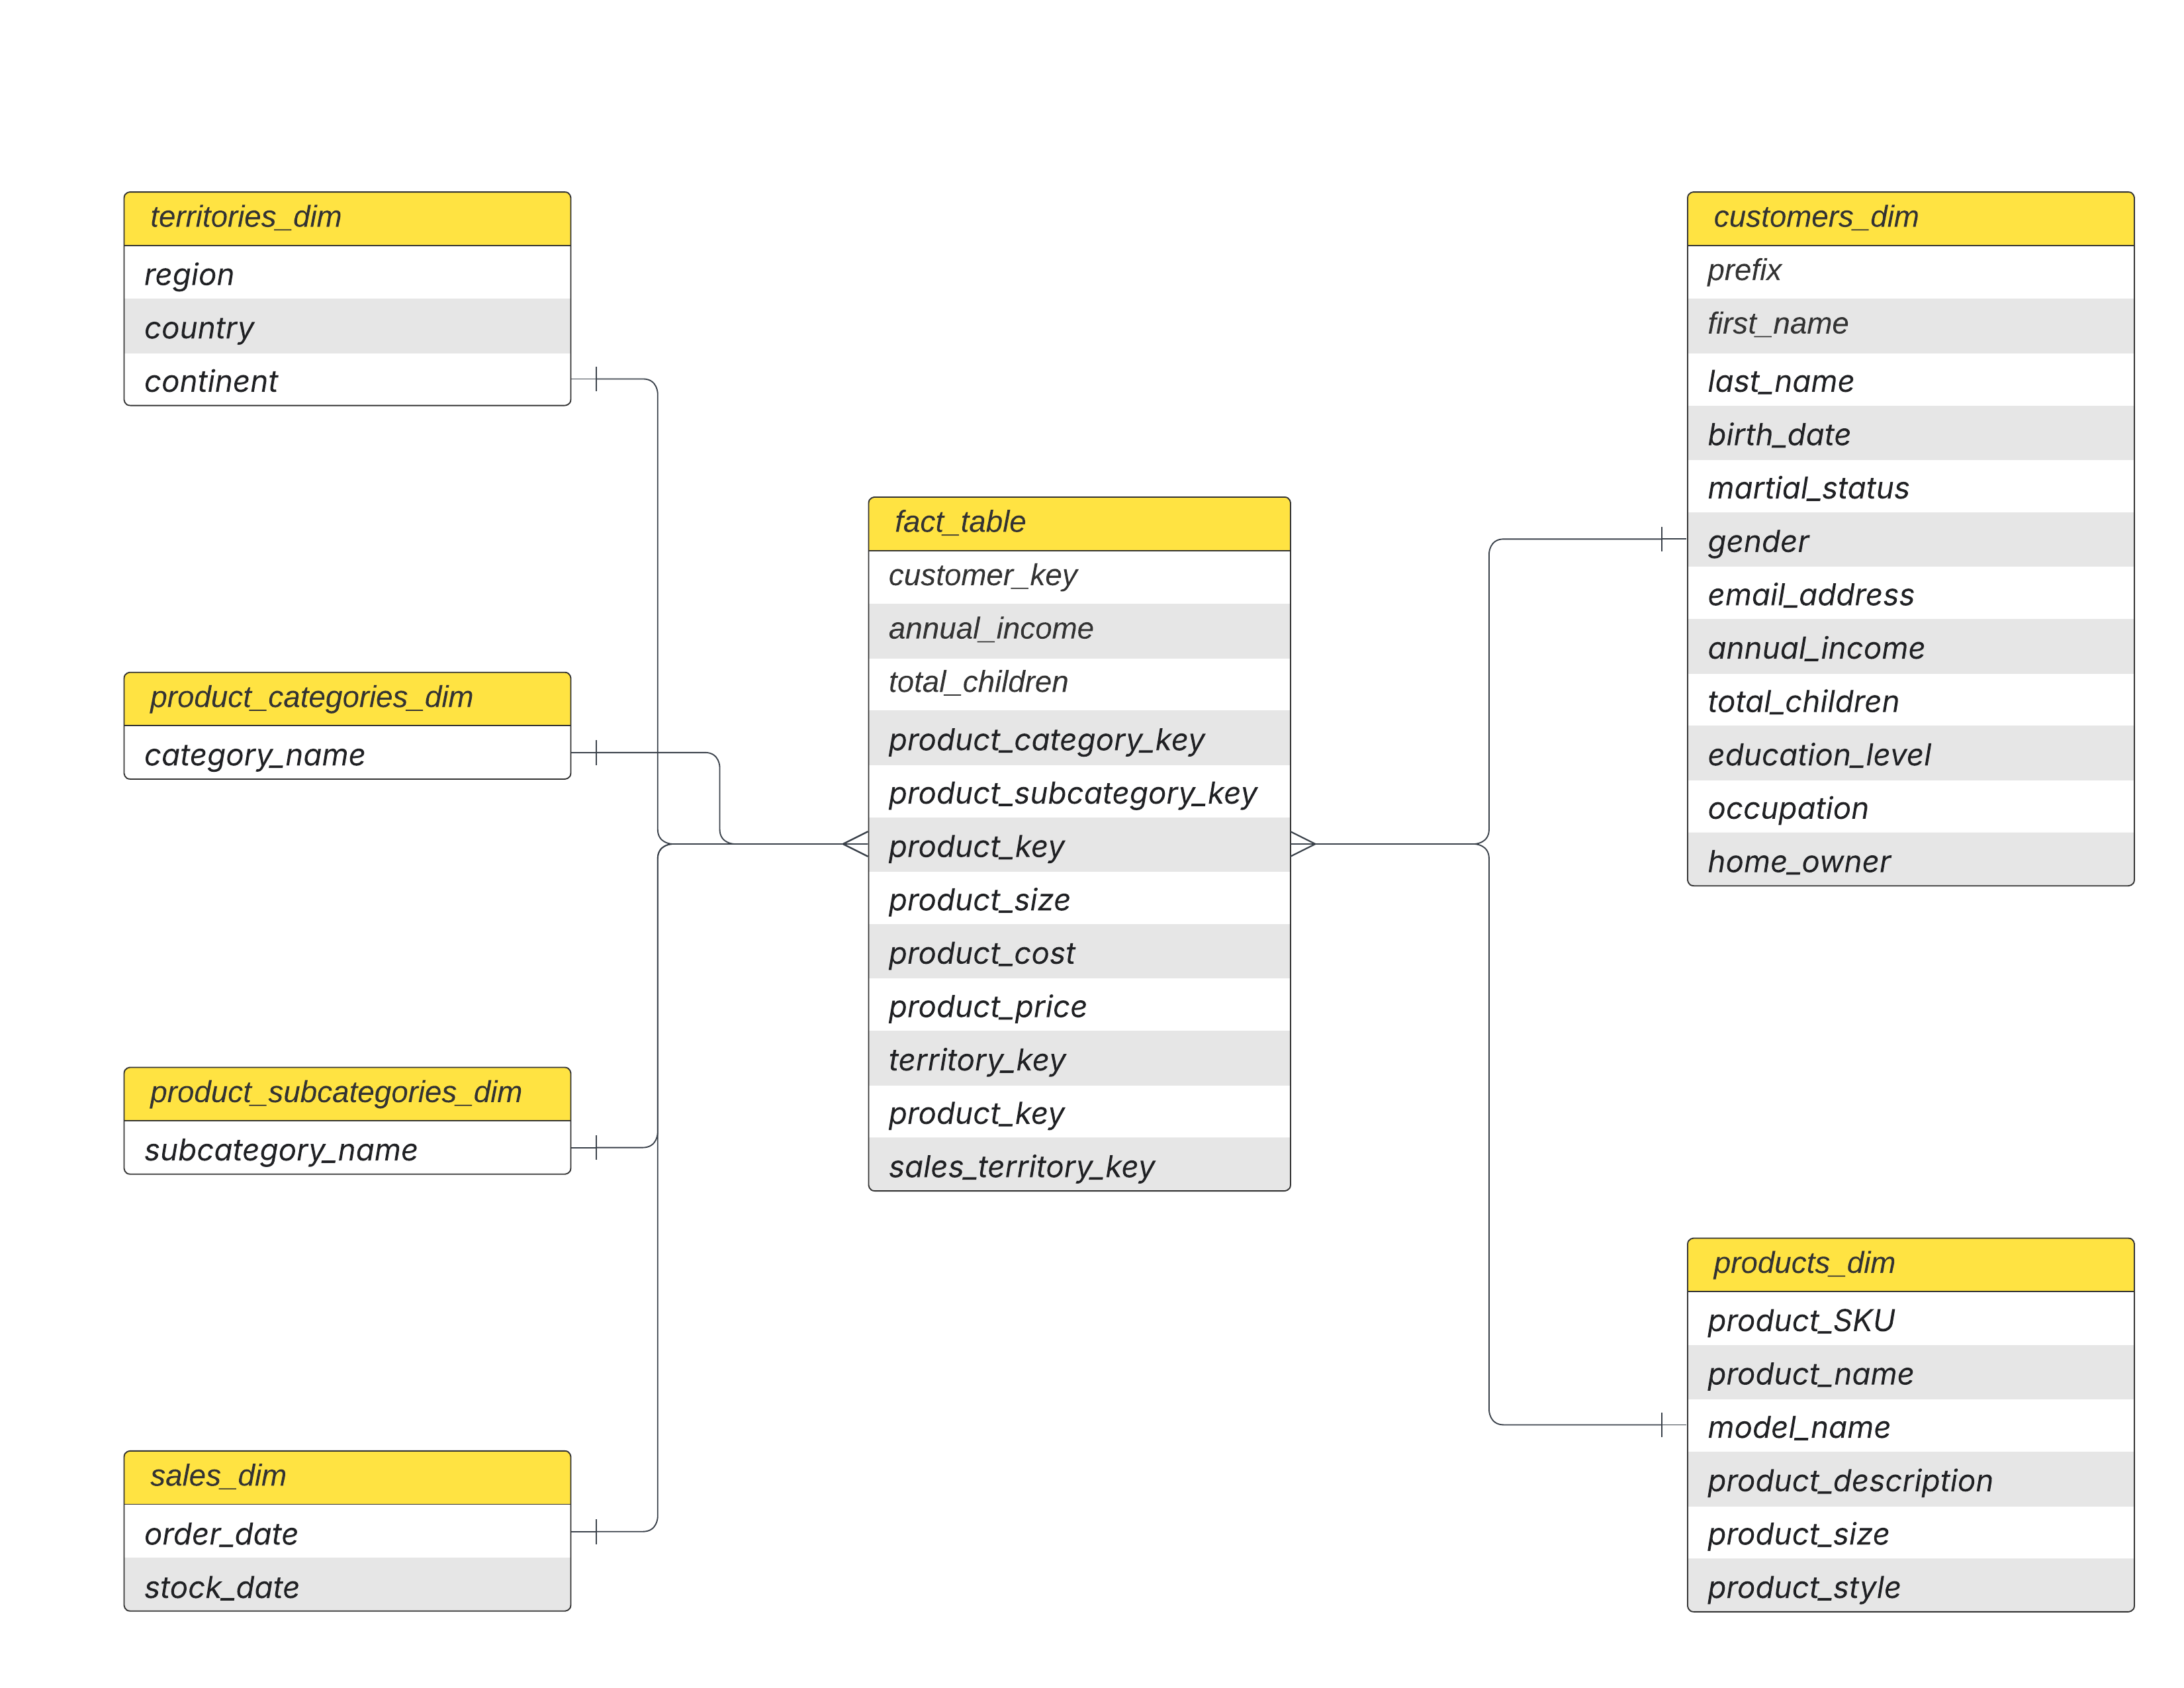 territories_dim
region
country
continent
product_categories_dim
category_name
product_subcategories_dim
subcategory_name
sales_dim
order_date
stock_date
fact_table
customer_key
annual_income
total_children
product_category_key
product_subcategory_key
product_key
product_size
product_cost
product_price
territory_key
product_key
sales_territory_key
customers_dim
prefix
first_name
last_name
birth_date
martial_status
gender
email_address
annual_income
total_children
education_level
occupation
home_owner
products_dim
product_SKU
product_name
model_name
product_description
product_size
product_style